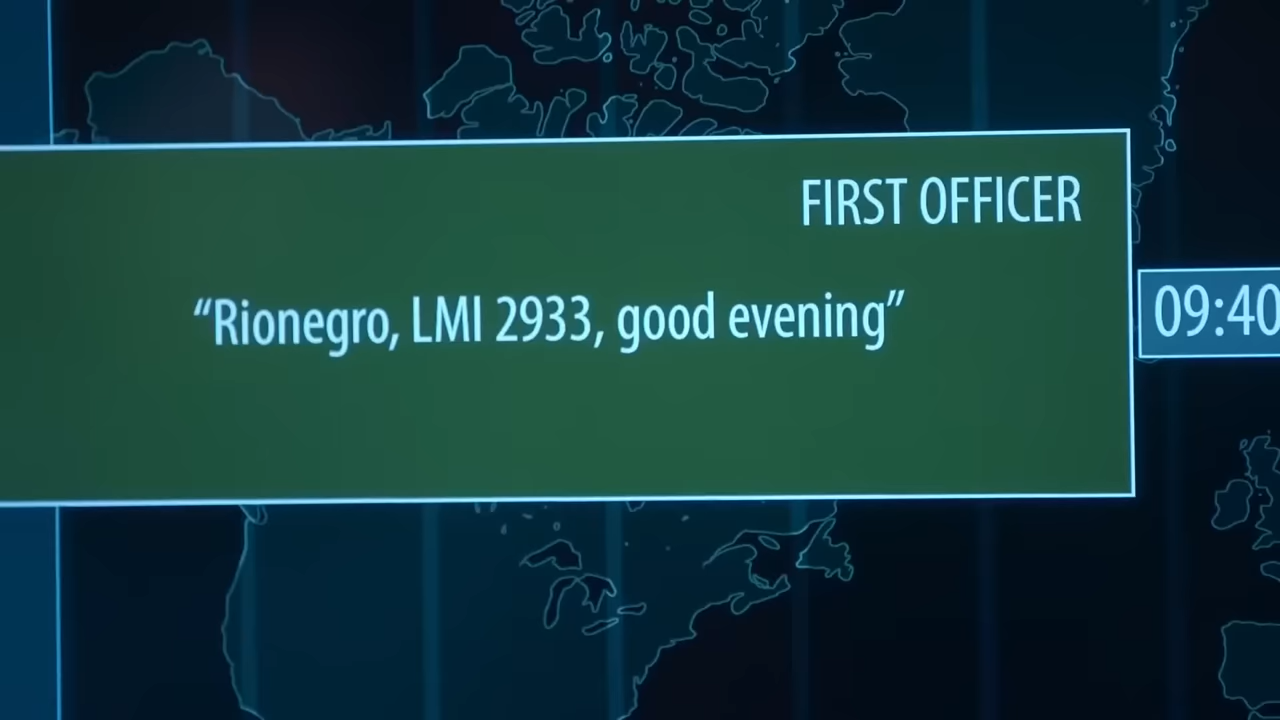 FIRST OFFICER
“Rionegro, LMI 2933, good evening”
09:40